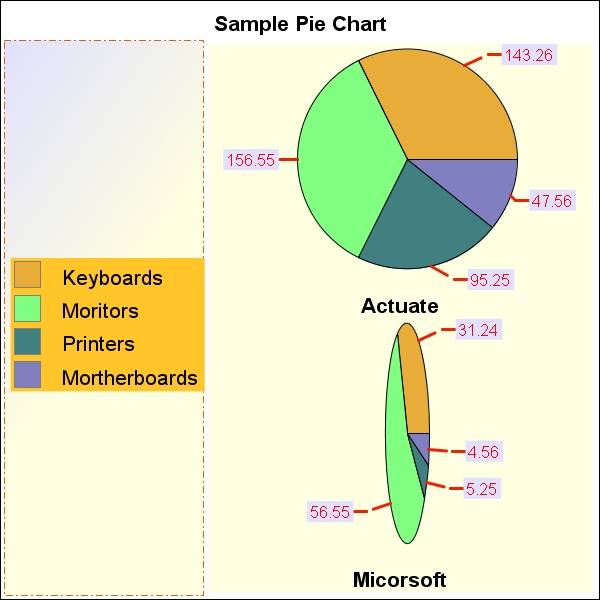 Sample Pie Chart
Keyboards
Moritors
Printers
Mortherboards
143.26
156.55
47.56
95.25
Actuate
31.24
4.56
5.25
56.55
Micorsoft